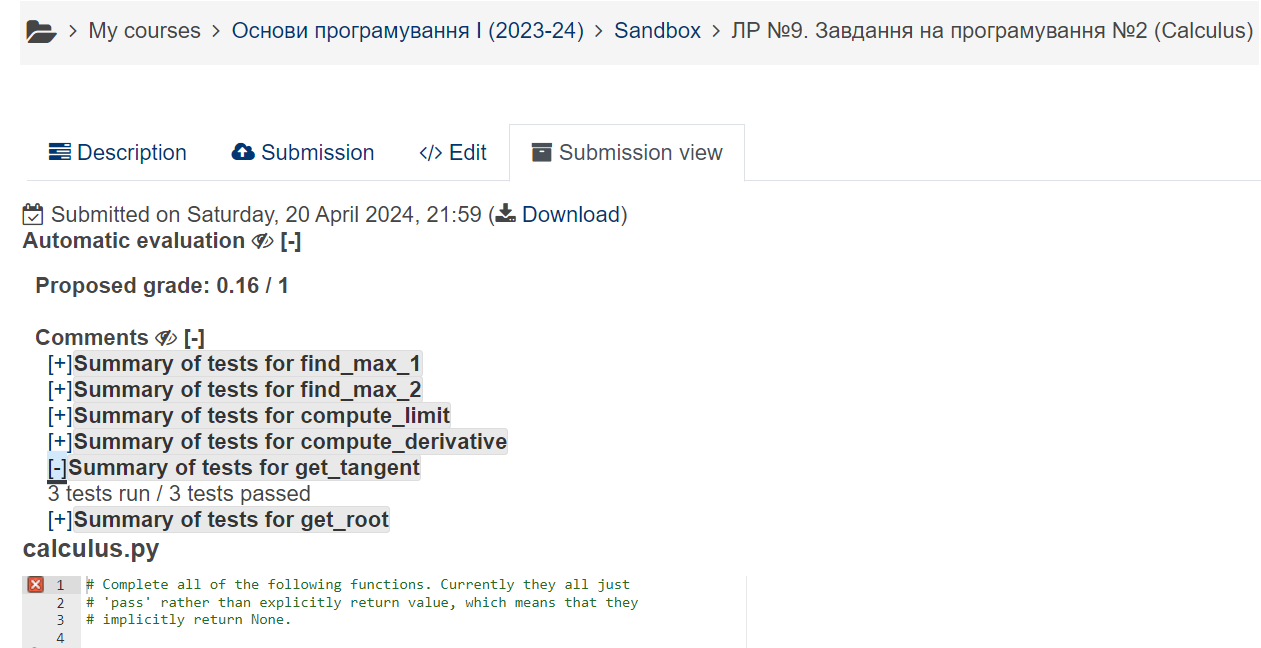 > My courses > Основи програмування І (2023-24) > Sandbox > ЛР №9. Завдання на програмування №2 (Calculus)
Description Submission </> Edit Submission view
Submitted on Saturday, 20 April 2024, 21:59 (Download)
Automatic evaluation [-]
Proposed grade: 0.16 / 1
Comments [-]
[+]Summary of tests for find_max_1
[+]Summary of tests for find_max_2
[+]Summary of tests for compute_limit
[+]Summary of tests for compute_derivative
[-]Summary of tests for get_tangent
3 tests run / 3 tests passed
[+]Summary of tests for get_root
calculus.py
1 # Complete all of the following functions. Currently they all just
2 # 'pass' rather than explicitly return value, which means that they
3 # implicitly return None.
4